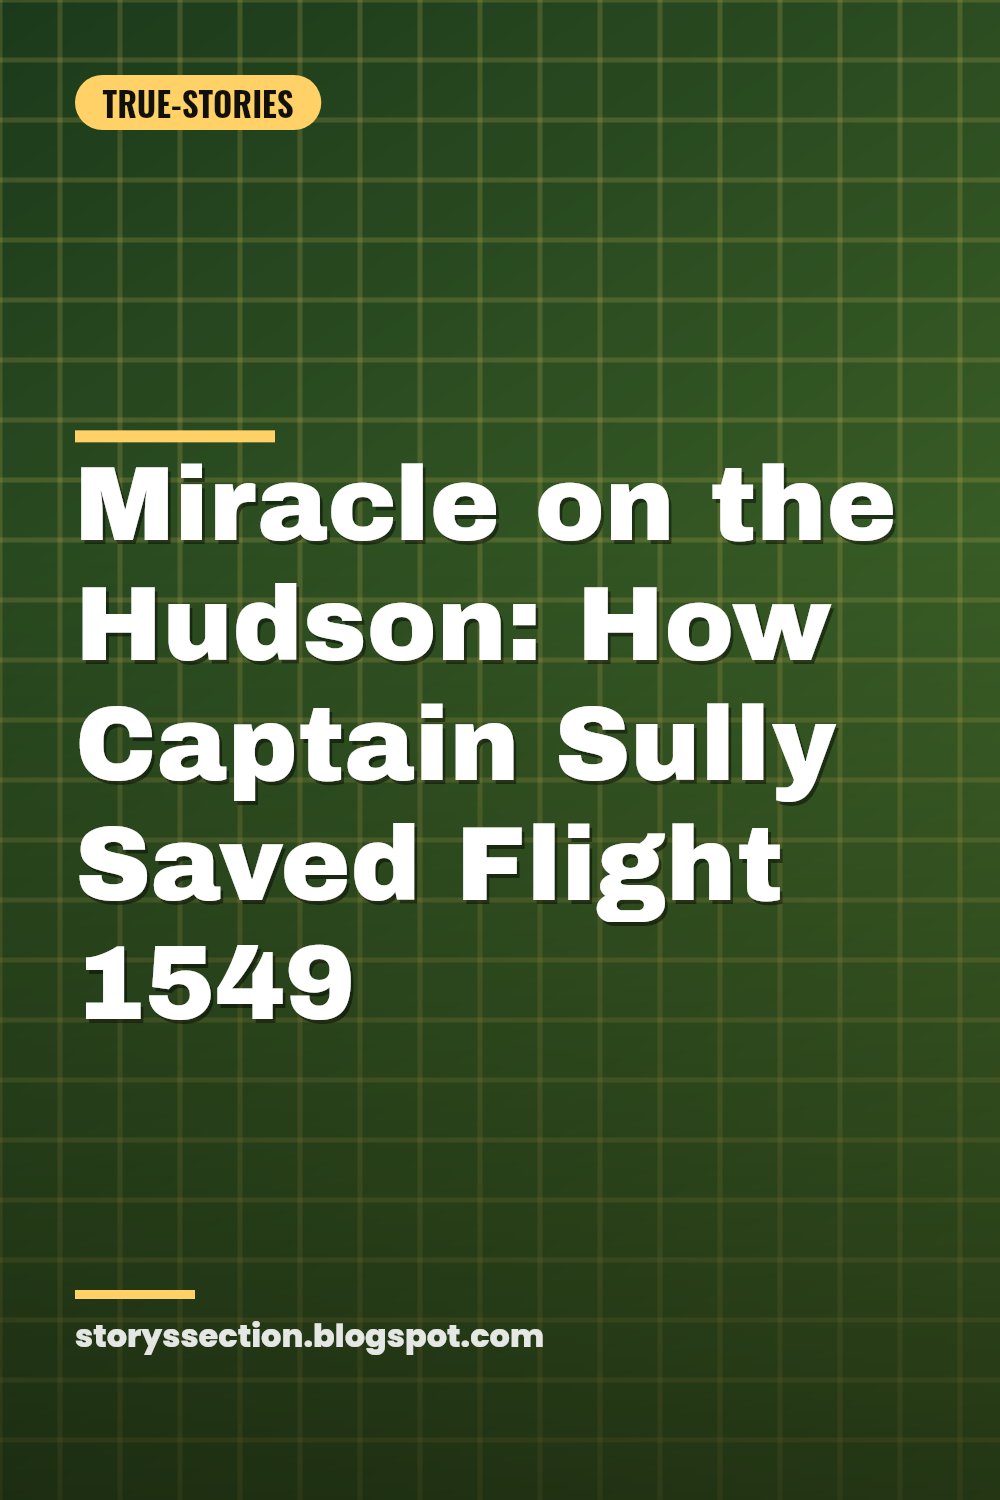 TRUE-STORIES
Miracle on the
Hudson: How
Captain Sully
Saved Flight
1549
storyssection.blogspot.com